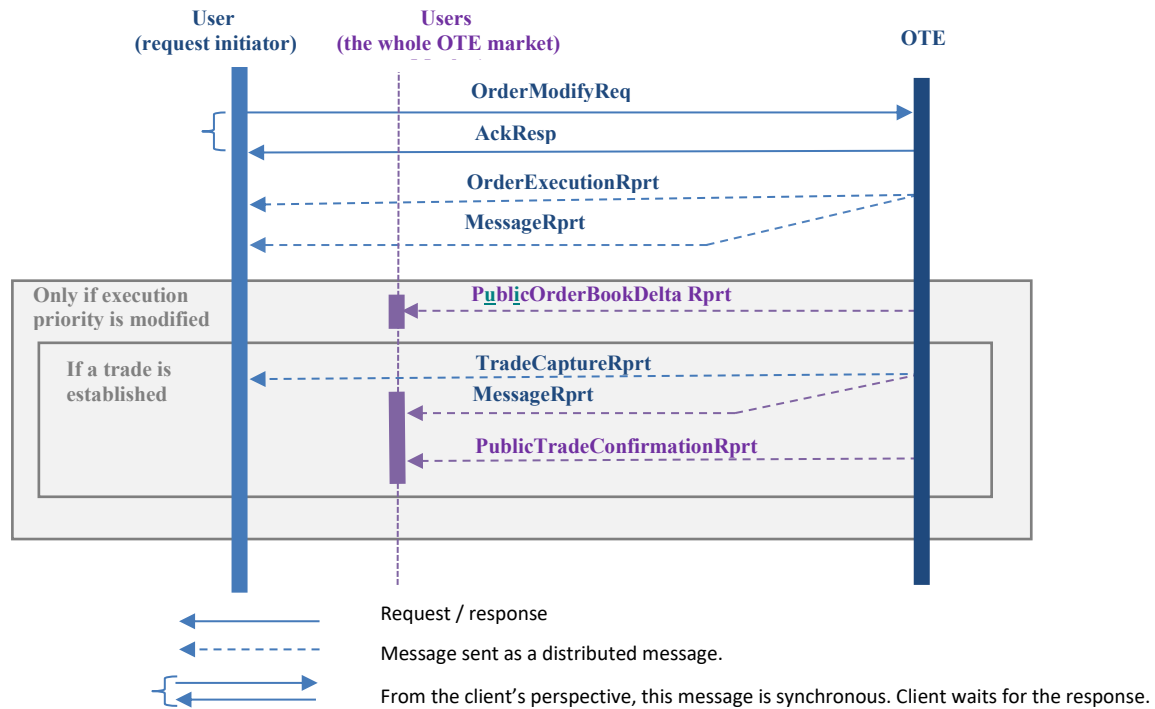 User
(request initiator)
Users
(the whole OTE market)
OTE
OrderModifyReq
AckResp
OrderExecutionRprt
MessageRprt
Only if execution
priority is modified
PublicOrderBookDelta Rprt
If a trade is
established
TradeCaptureRprt
MessageRprt
PublicTradeConfirmationRprt
Request / response
Message sent as a distributed message.
From the client's perspective, this message is synchronous. Client waits for the response.